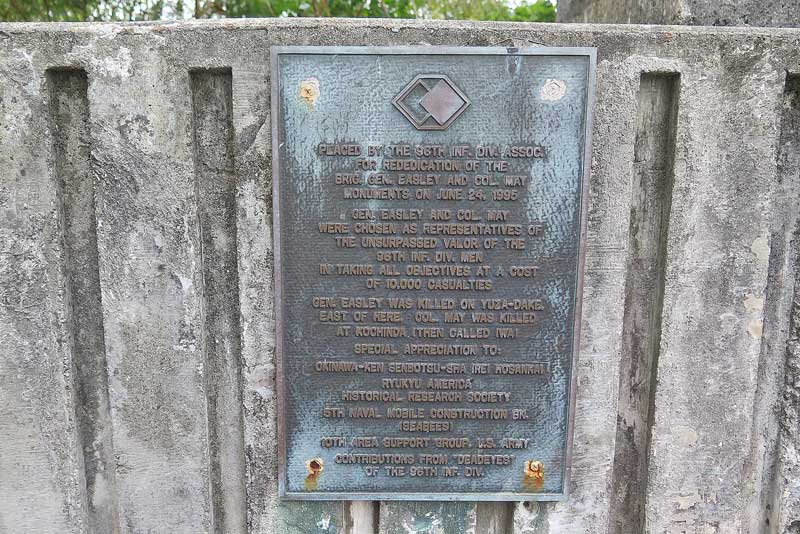 PLACED BY THE 96TH INF. DIV. ASSOC.
FOR REDEDICATION OF THE
BRIG. GEN. EASLEY AND COL. MAY
MONUMENTS ON JUNE 24, 1995
GEN. EASLEY AND COL. MAY
WERE CHOSEN AS REPRESENTATIVES OF
THE UNSURPASSED VALOR OF THE
96TH INF. DIV. MEN
IN TAKING ALL OBJECTIVES AT A COST
OF 10,000 CASUALTIES
GEN. EASLEY WAS KILLED ON YUZA-DAKE,
EAST OF HERE. COL. MAY WAS KILLED
AT KOCHINDA, (THEN CALLED IWA)
SPECIAL APPRECIATION TO:
OKINAWA-KEN SENBOTSU-SHA IREI HOSANKAI
RYUKYU AMERICA
HISTORICAL RESEARCH SOCIETY
5TH NAVAL MOBILE CONSTRUCTION BK.
(SEABEES)
10TH AREA SUPPORT GROUP, U.S. ARMY
CONTRIBUTIONS FROM "DEADEYES"
OF THE 96TH INF. DIV.